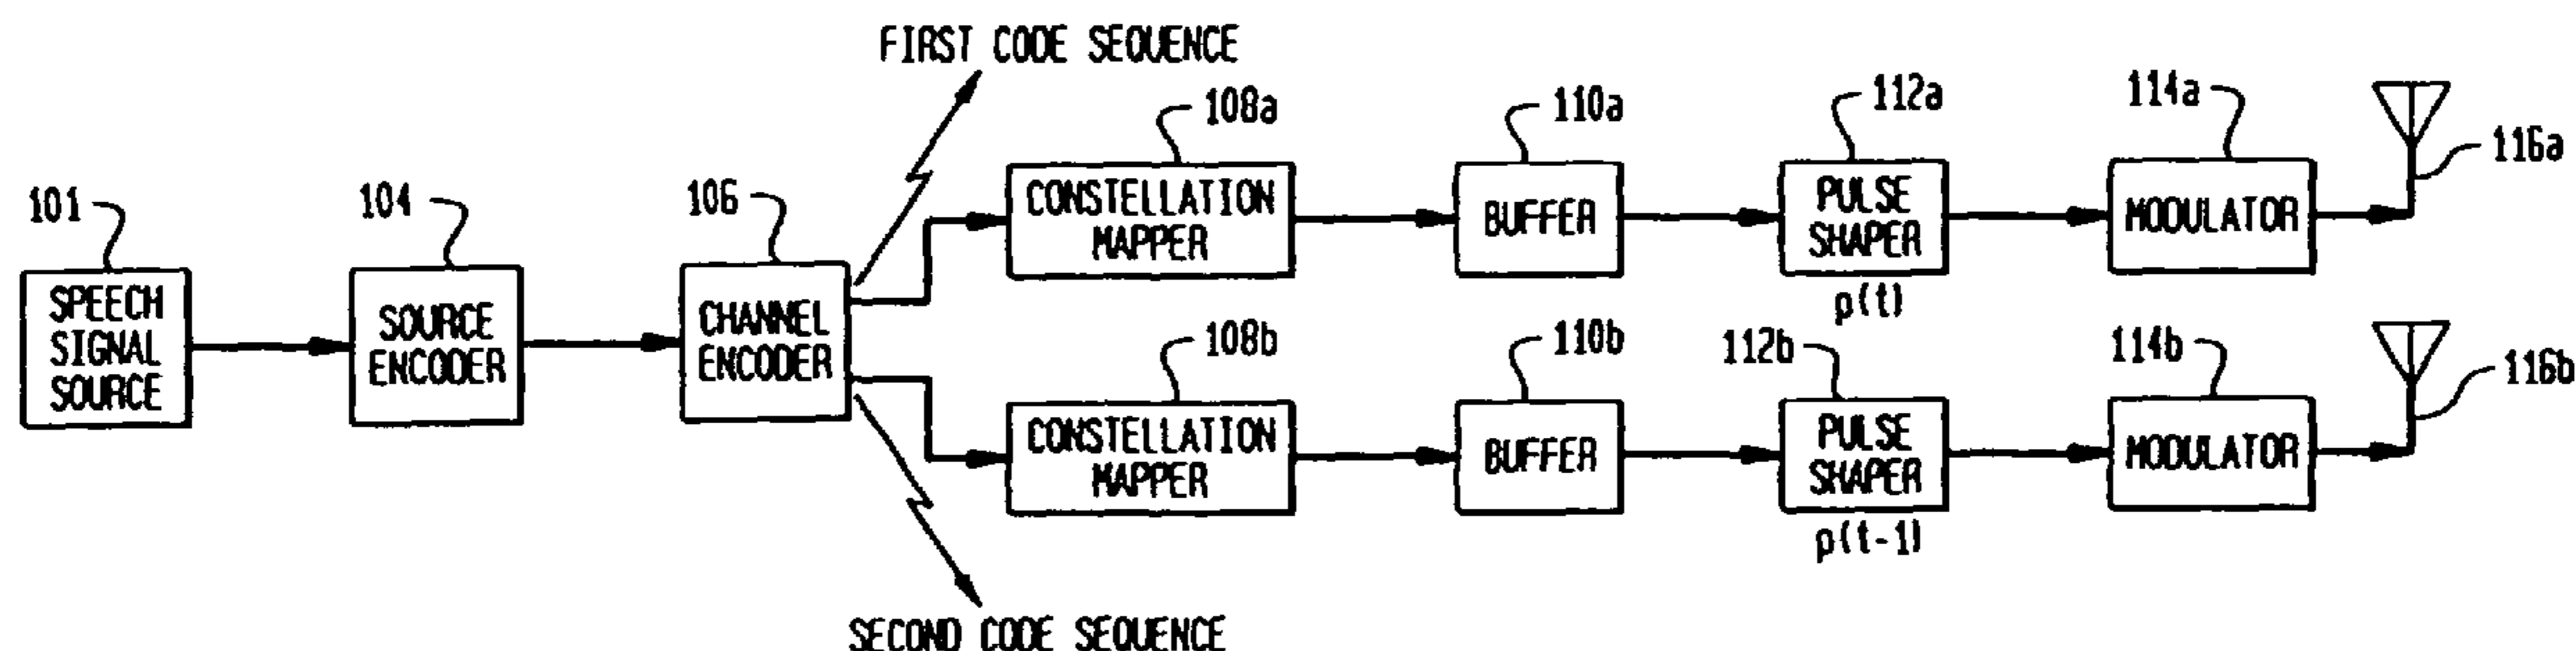 FIRST CODE SEQUENCE
101
SPEECH
SIGNAL
SOURCE
104
SOURCE
ENCODER
106
CHANNEL
ENCODER
108a
CONSTELLATION
MAPPER
110a
BUFFER
112a
PULSE
SHAPER
p(t)
114a
MODULATOR
116a
108b
CONSTELLATION
MAPPER
110b
BUFFER
112b
PULSE
SHAPER
p(t-1)
114b
MODULATOR
116b
SECOND CODE SEQUENCE